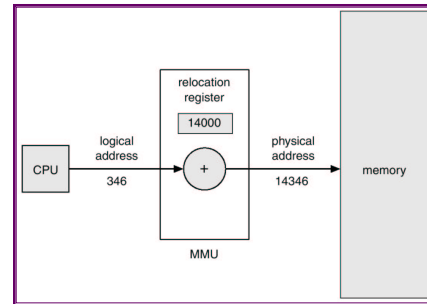 relocation
register
14000
logical
address
physical
address
CPU
+
memory
346
14346
MMU